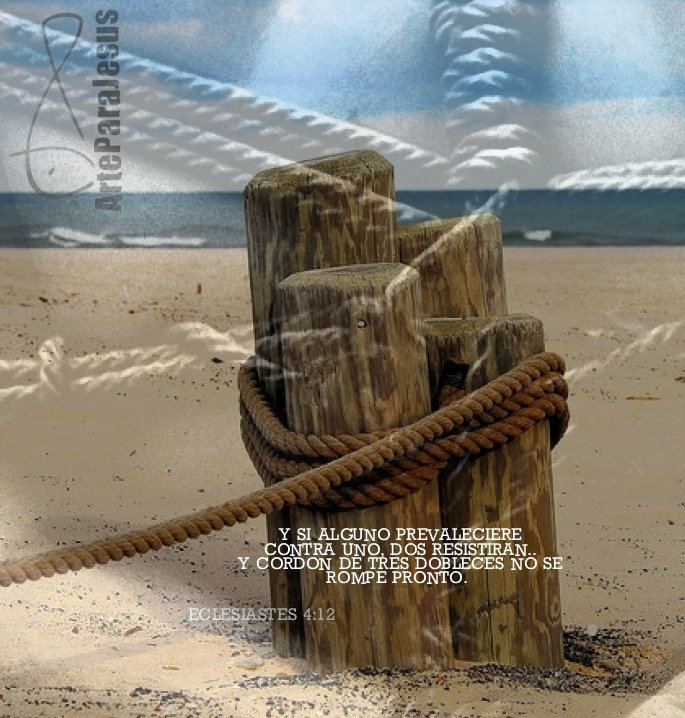 ArteParaJesus
Y SI ALGUNO PREVALECIERE
CONTRA UNO, DOS RESISTIRAN..
Y CORDON DE TRES DOBLECES NO SE
ROMPE PRONTO.
ECLESIASTES 4:12